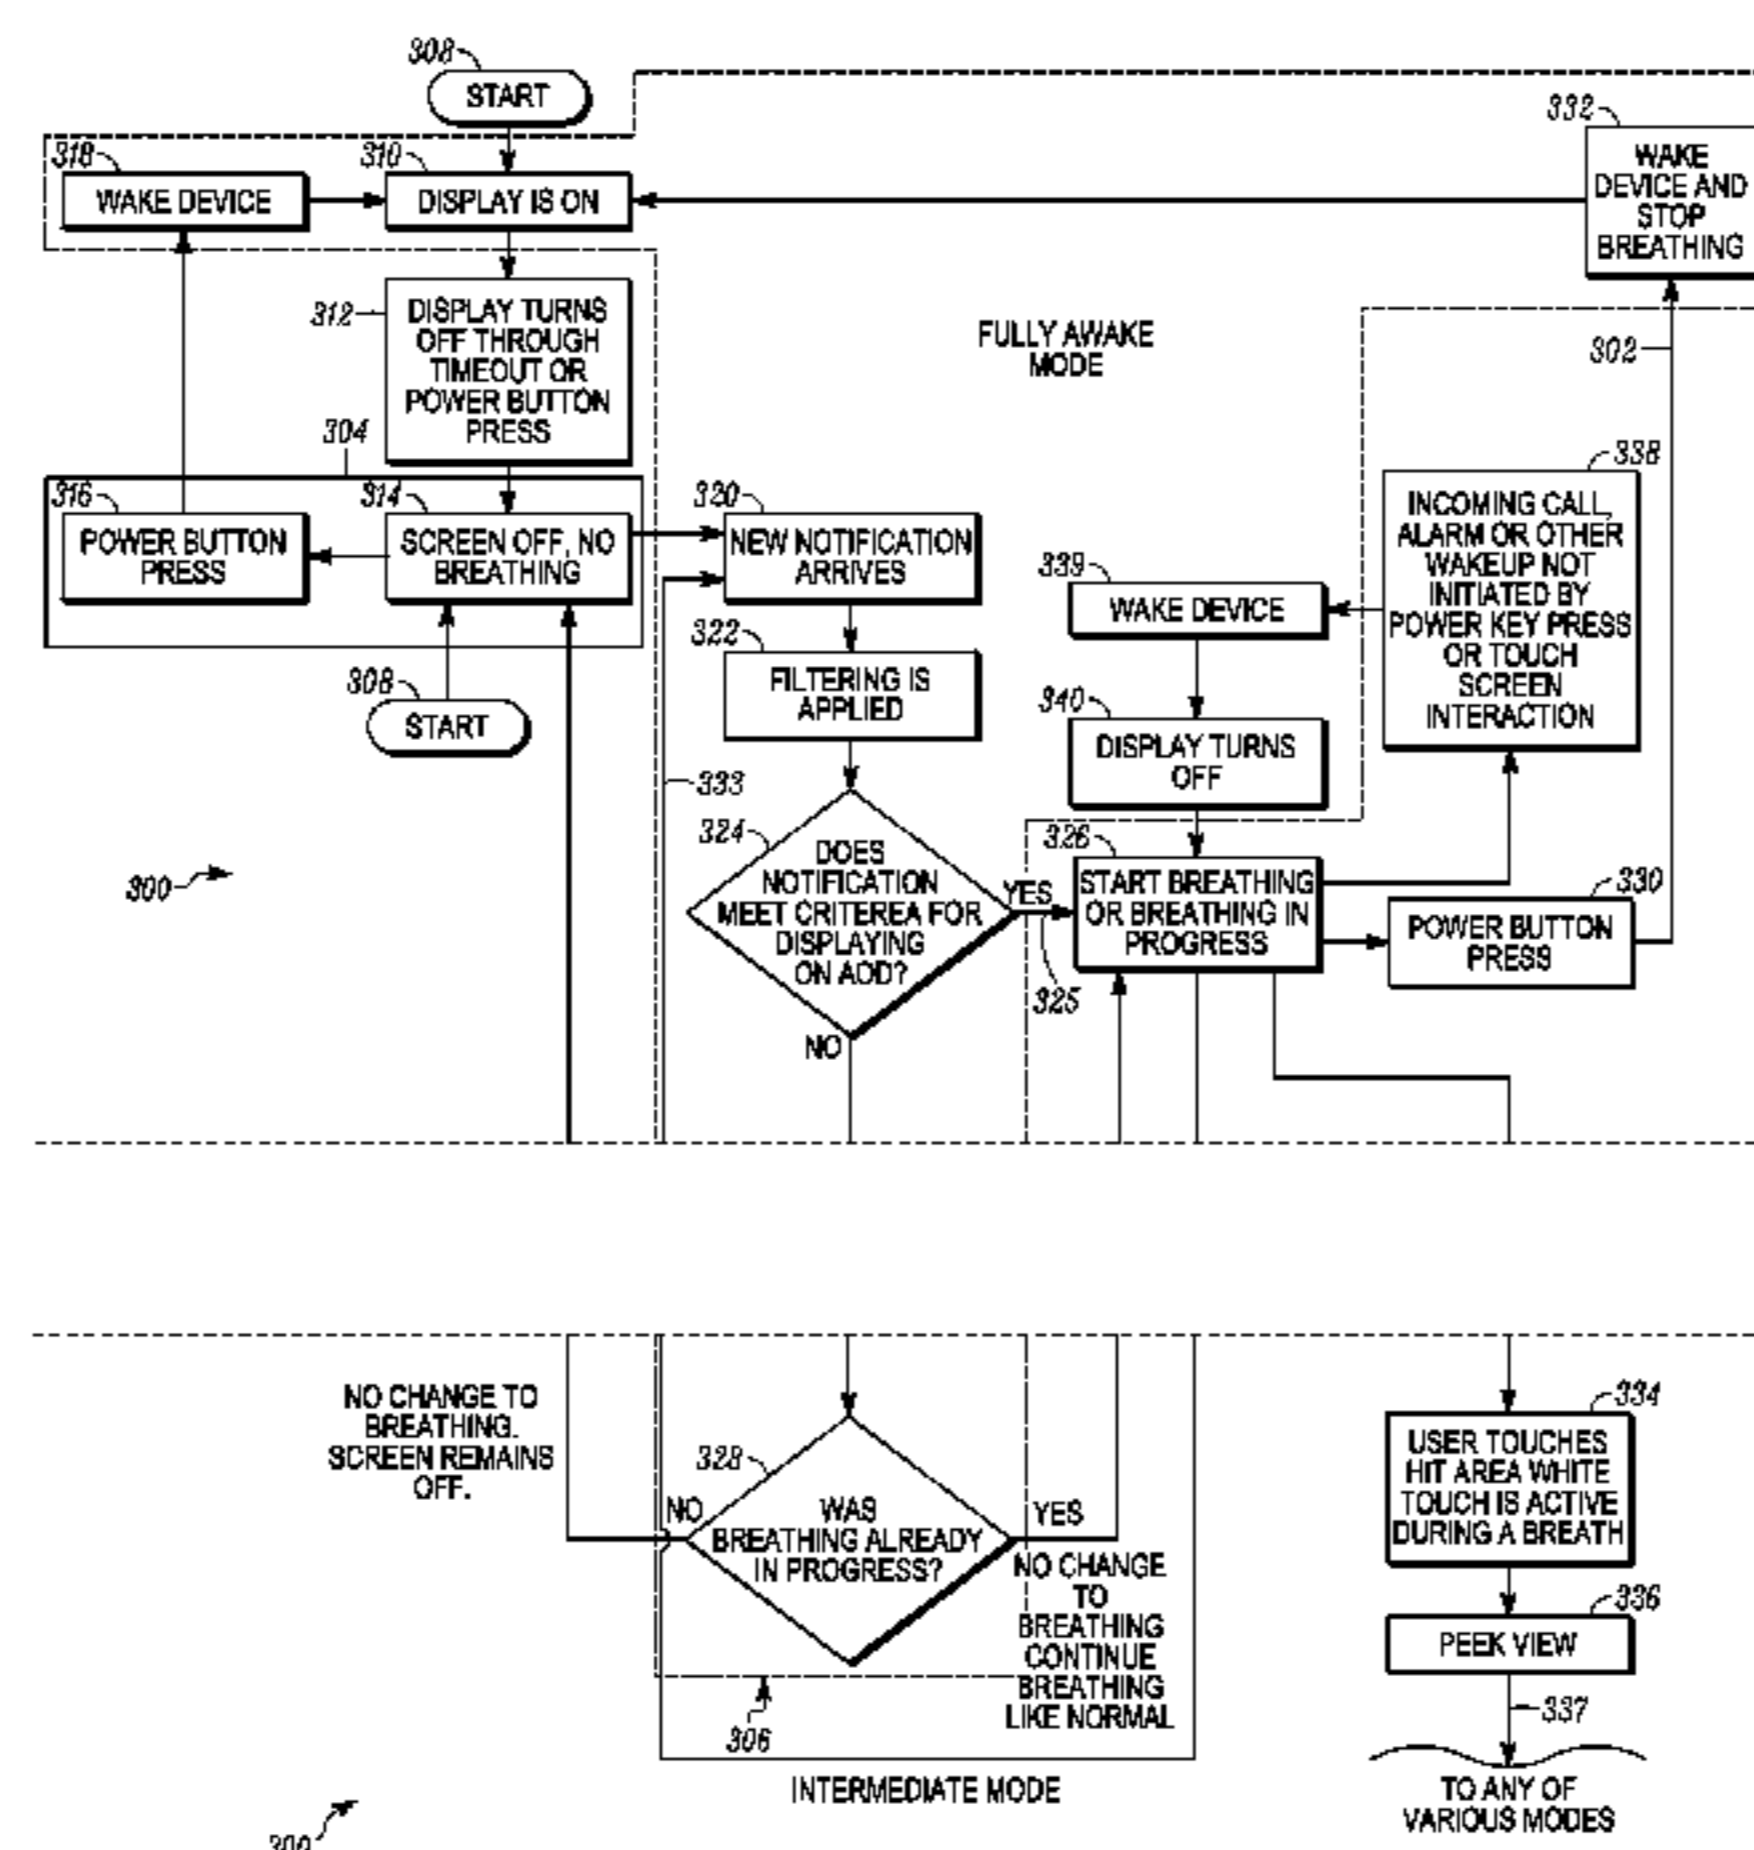 308
START
332
WAKE
DEVICE AND
STOP
BREATHING
318
WAKE DEVICE
310
DISPLAY IS ON
312
DISPLAY TURNS
OFF THROUGH
TIMEOUT OR
POWER BUTTON
PRESS
FULLY AWAKE
MODE
302
304
316
POWER BUTTON
PRESS
314
SCREEN OFF, NO
BREATHING
320
NEW NOTIFICATION
ARRIVES
338
INCOMING CALL,
ALARM OR OTHER
WAKEUP NOT
INITIATED BY
POWER KEY PRESS
OR TOUCH
SCREEN
INTERACTION
339
WAKE DEVICE
322
FILTERING IS
APPLIED
308
START
340
DISPLAY TURNS
OFF
333
324
DOES
NOTIFICATION
MEET CRITEREA FOR
DISPLAYING
ON AOD?
YES
NO
325
326
START BREATHING
OR BREATHING IN
PROGRESS
330
POWER BUTTON
PRESS
300
NO CHANGE TO
BREATHING.
SCREEN REMAINS
OFF.
328
NO
WAS
BREATHING ALREADY
IN PROGRESS?
YES
NO CHANGE
TO
BREATHING
CONTINUE
BREATHING
LIKE NORMAL
306
INTERMEDIATE MODE
334
USER TOUCHES
HIT AREA WHITE
TOUCH IS ACTIVE
DURING A BREATH
336
PEEK VIEW
337
TO ANY OF
VARIOUS MODES
300